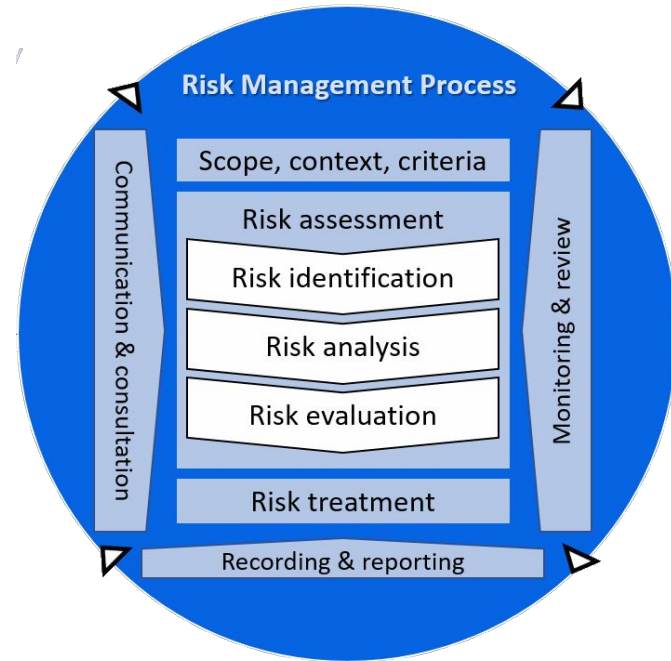 Risk Management Process
Scope, context, criteria
Risk assessment
Risk identification
Risk analysis
Risk evaluation
Risk treatment
Recording & reporting
Communication & consultation
Monitoring & review